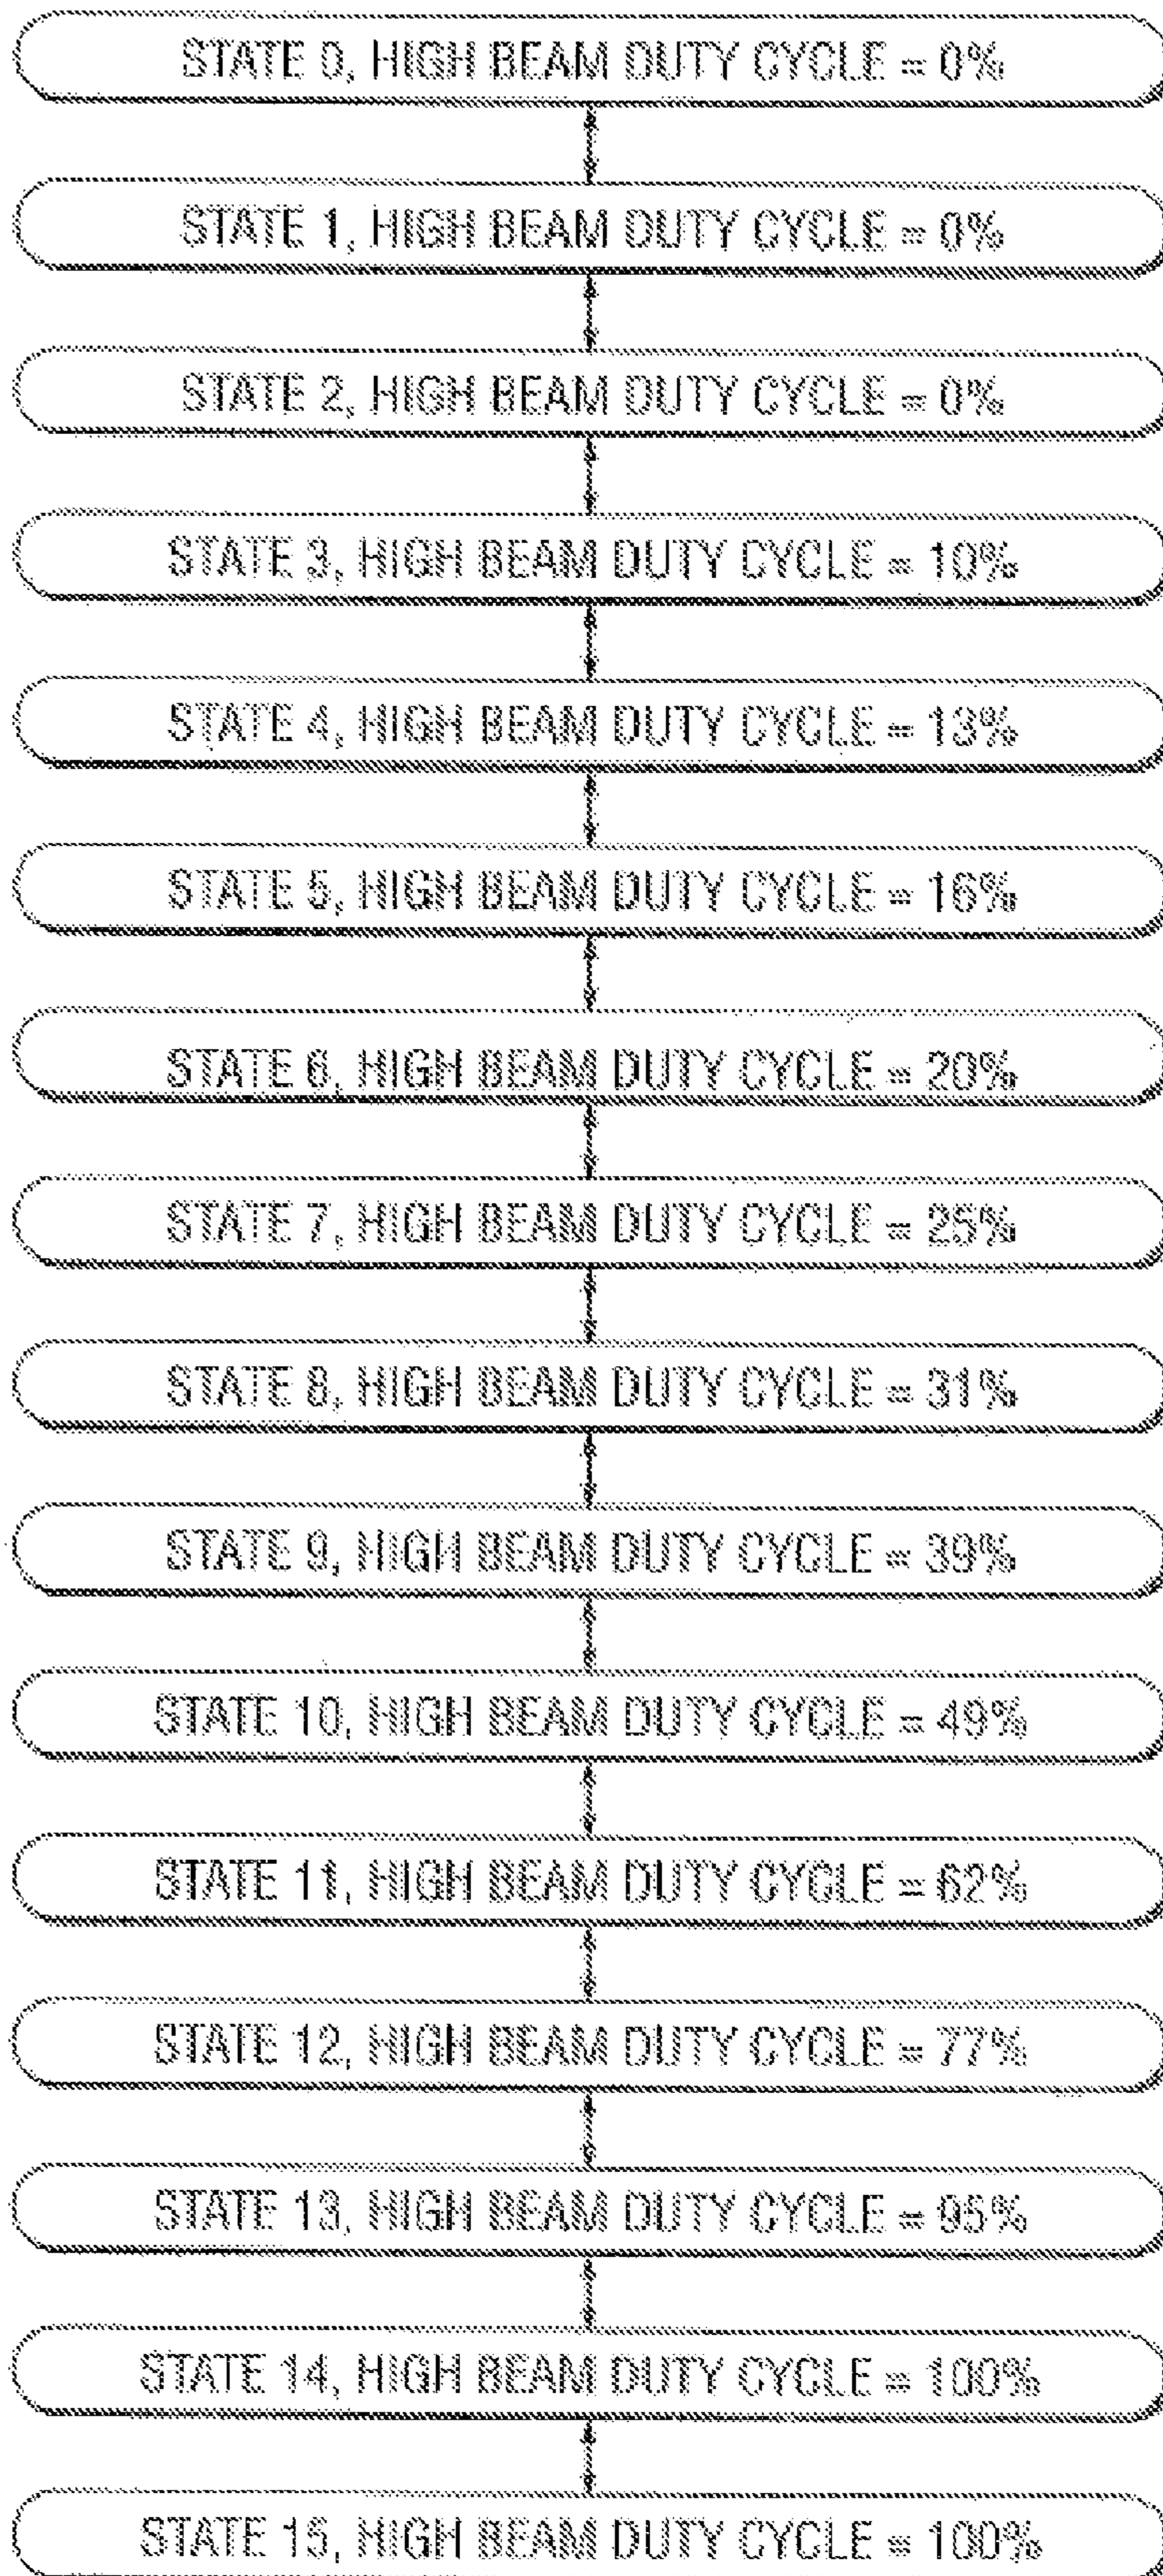 STATE 0, HIGH BEAM DUTY CYCLE = 0%
STATE 1, HIGH BEAM DUTY CYCLE = 0%
STATE 2, HIGH BEAM DUTY CYCLE = 0%
STATE 3, HIGH BEAM DUTY CYCLE = 10%
STATE 4, HIGH BEAM DUTY CYCLE = 13%
STATE 5, HIGH BEAM DUTY CYCLE = 16%
STATE 6, HIGH BEAM DUTY CYCLE = 20%
STATE 7, HIGH BEAM DUTY CYCLE = 25%
STATE 8, HIGH BEAM DUTY CYCLE = 31%
STATE 9, HIGH BEAM DUTY CYCLE = 39%
STATE 10, HIGH BEAM DUTY CYCLE = 49%
STATE 11, HIGH BEAM DUTY CYCLE = 62%
STATE 12, HIGH BEAM DUTY CYCLE = 77%
STATE 13, HIGH BEAM DUTY CYCLE = 95%
STATE 14, HIGH BEAM DUTY CYCLE = 100%
STATE 15, HIGH BEAM DUTY CYCLE = 100%